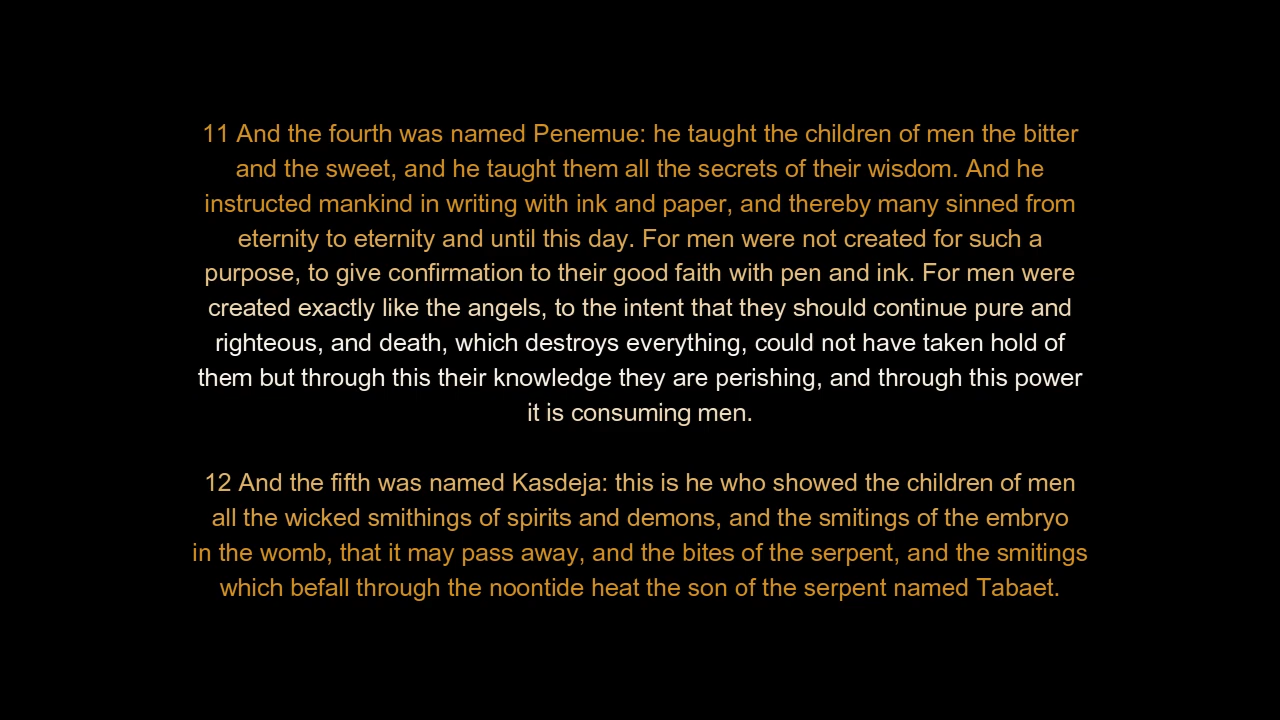 11 And the fourth was named Penemue: he taught the children of men the bitter
and the sweet, and he taught them all the secrets of their wisdom. And he
instructed mankind in writing with ink and paper, and thereby many sinned from
eternity to eternity and until this day. For men were not created for such a
purpose, to give confirmation to their good faith with pen and ink. For men were
created exactly like the angels, to the intent that they should continue pure and
righteous, and death, which destroys everything, could not have taken hold of
them but through this their knowledge they are perishing, and through this power
it is consuming men.
12 And the fifth was named Kasdeja: this is he who showed the children of men
all the wicked smithings of spirits and demons, and the smitings of the embryo
in the womb, that it may pass away, and the bites of the serpent, and the smitings
which befall through the noontide heat the son of the serpent named Tabaet.